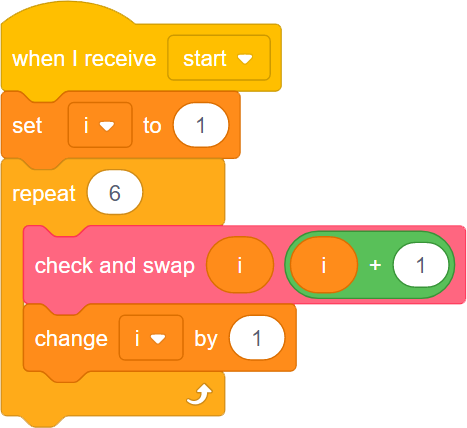 when I receive start
set i to 1
repeat 6
check and swap i i + 1
change i by 1